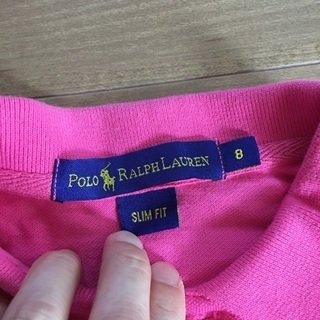 POLO RALPH LAUREN
8
SLIM FIT